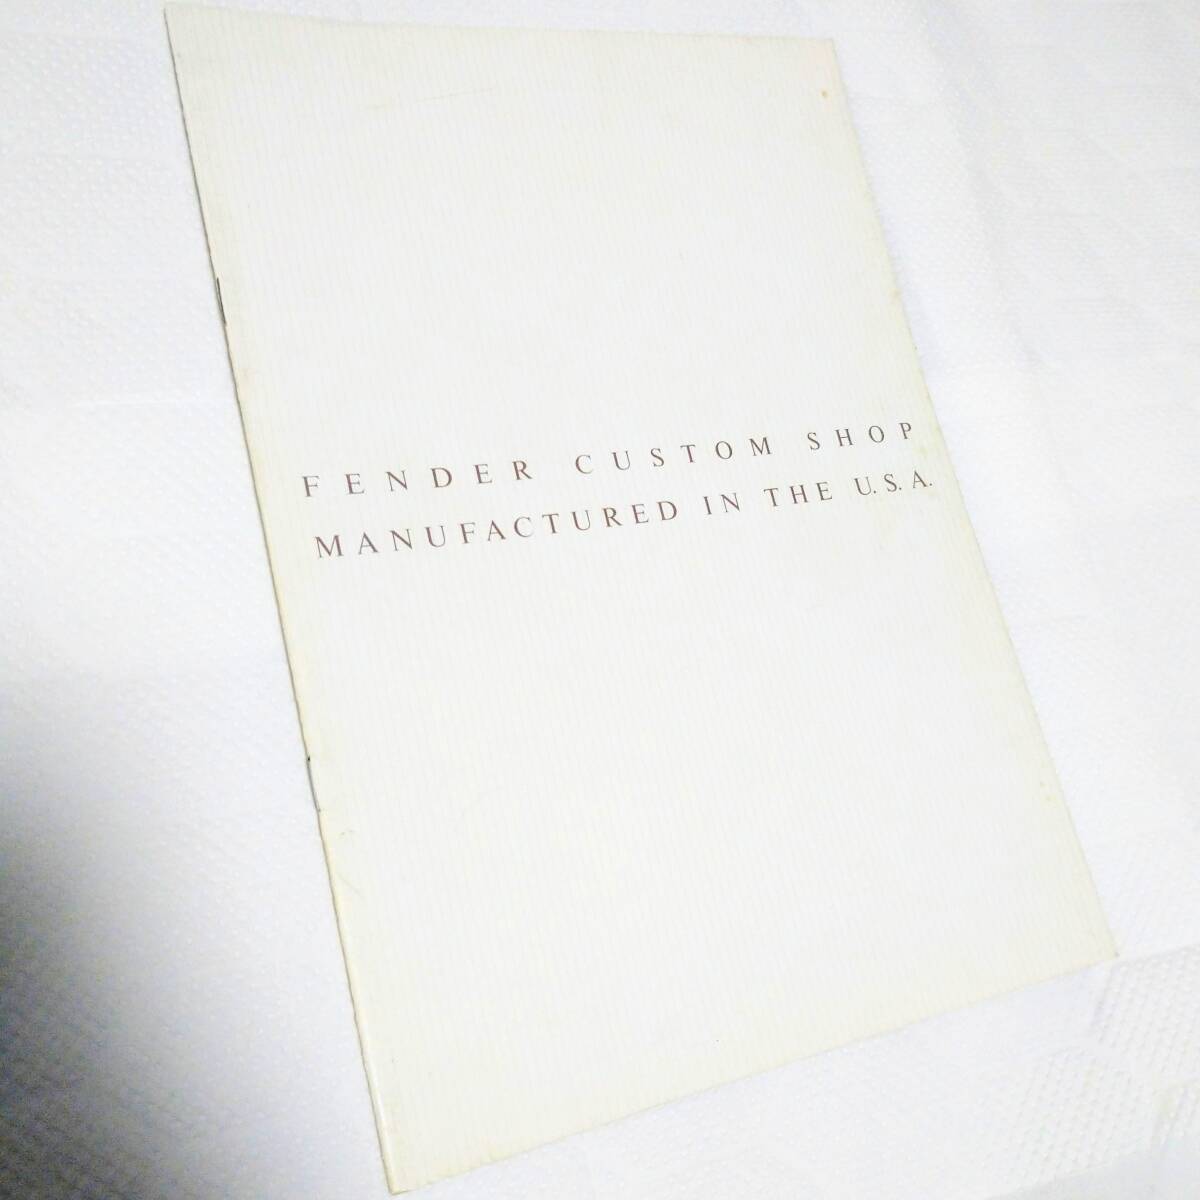 FENDER CUSTOM SHOP
MANUFACTURED IN THE U.S.A.